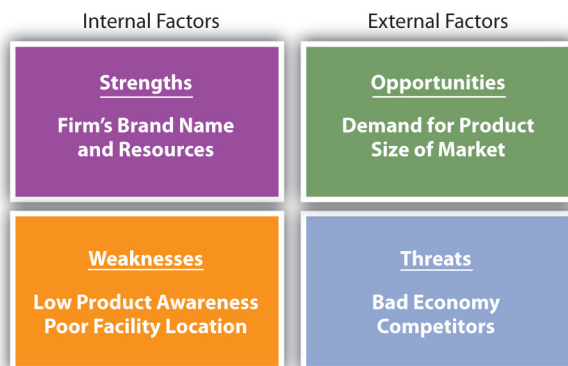 Internal Factors
External Factors
Strengths
Firm's Brand Name
and Resources
Opportunities
Demand for Product
Size of Market
Weaknesses
Low Product Awareness
Poor Facility Location
Threats
Bad Economy
Competitors